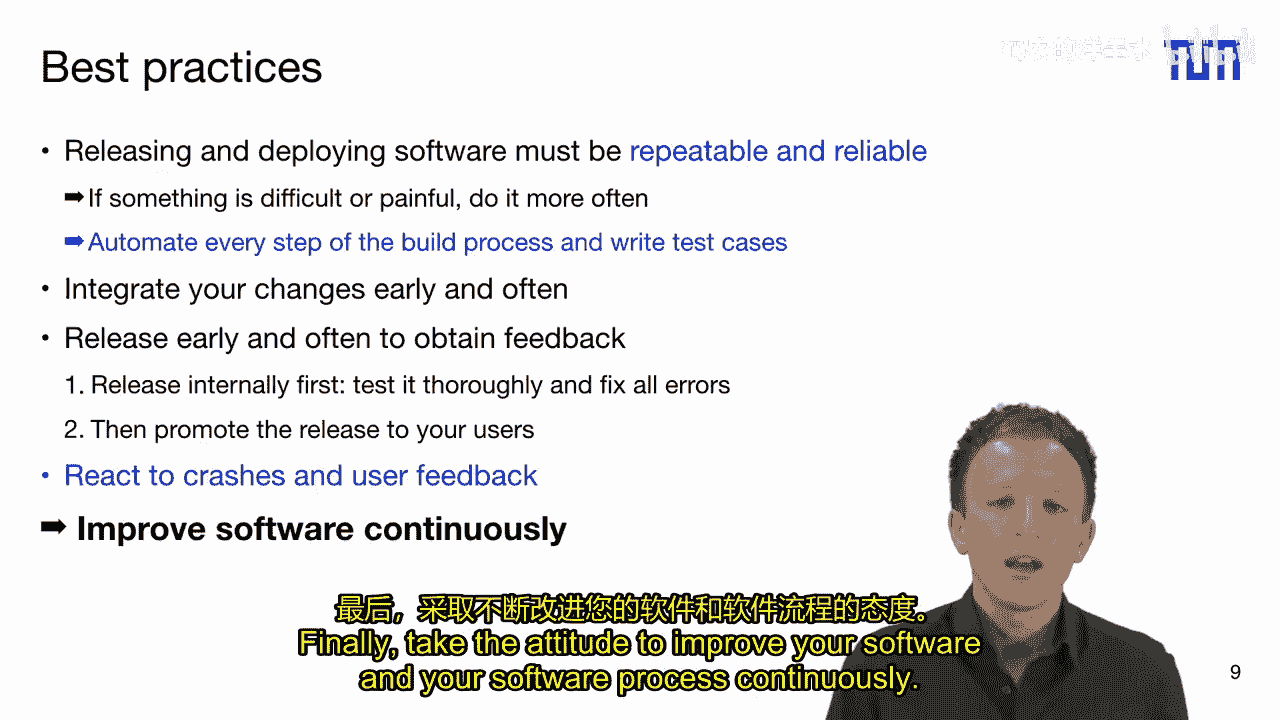 Best practices
• Releasing and deploying software must be repeatable and reliable
➡ If something is difficult or painful, do it more often
➡ Automate every step of the build process and write test cases
• Integrate your changes early and often
• Release early and often to obtain feedback
1. Release internally first: test it thoroughly and fix all errors
2. Then promote the release to your users
• React to crashes and user feedback
➡ Improve software continuously
最后，采取不断改进您的软件和软件流程的态度。
Finally, take the attitude to improve your software
and your software process continuously.
9